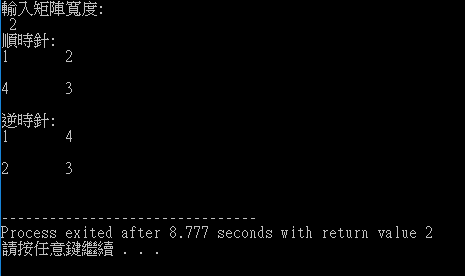 輸入矩陣寬度:
2
順時針:
1 2
4 3
逆時針:
1 4
2 3
--------------------------------
Process exited after 8.777 seconds with return value 2
請按任意鍵繼續 . . .